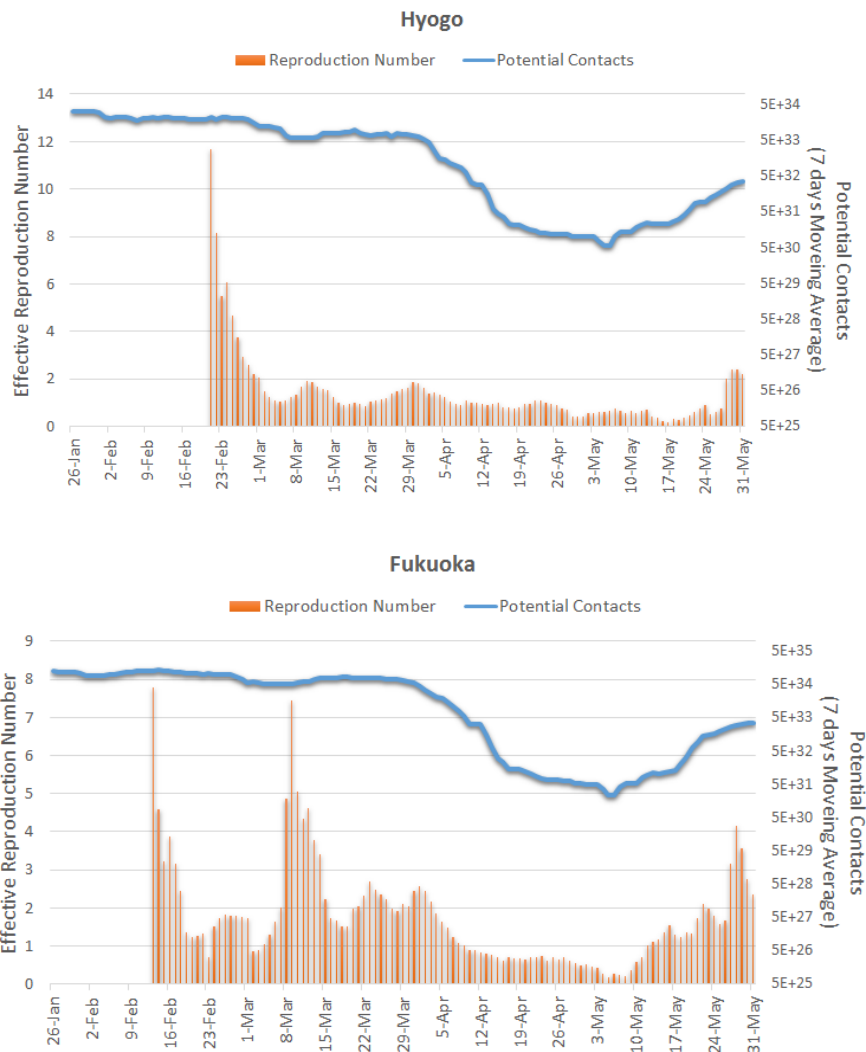 Hyogo
Reproduction Number Potential Contacts
14
12
10
8
6
4
2
0
Effective Reproduction Number
5E+34
5E+33
5E+32
5E+31
5E+30
5E+29
5E+28
5E+27
5E+26
5E+25
Potential Contacts
(7 days Moveing Average)
26-Jan
2-Feb
9-Feb
16-Feb
23-Feb
1-Mar
8-Mar
15-Mar
22-Mar
29-Mar
5-Apr
12-Apr
19-Apr
26-Apr
3-May
10-May
17-May
24-May
31-May
Fukuoka
Reproduction Number Potential Contacts
9
8
7
6
5
4
3
2
1
0
Effective Reproduction Number
5E+35
5E+34
5E+33
5E+32
5E+31
5E+30
5E+29
5E+28
5E+27
5E+26
5E+25
Potential Contacts
(7 days Moveing Average)
26-Jan
2-Feb
9-Feb
16-Feb
23-Feb
1-Mar
8-Mar
15-Mar
22-Mar
29-Mar
5-Apr
12-Apr
19-Apr
26-Apr
3-May
10-May
17-May
24-May
31-May